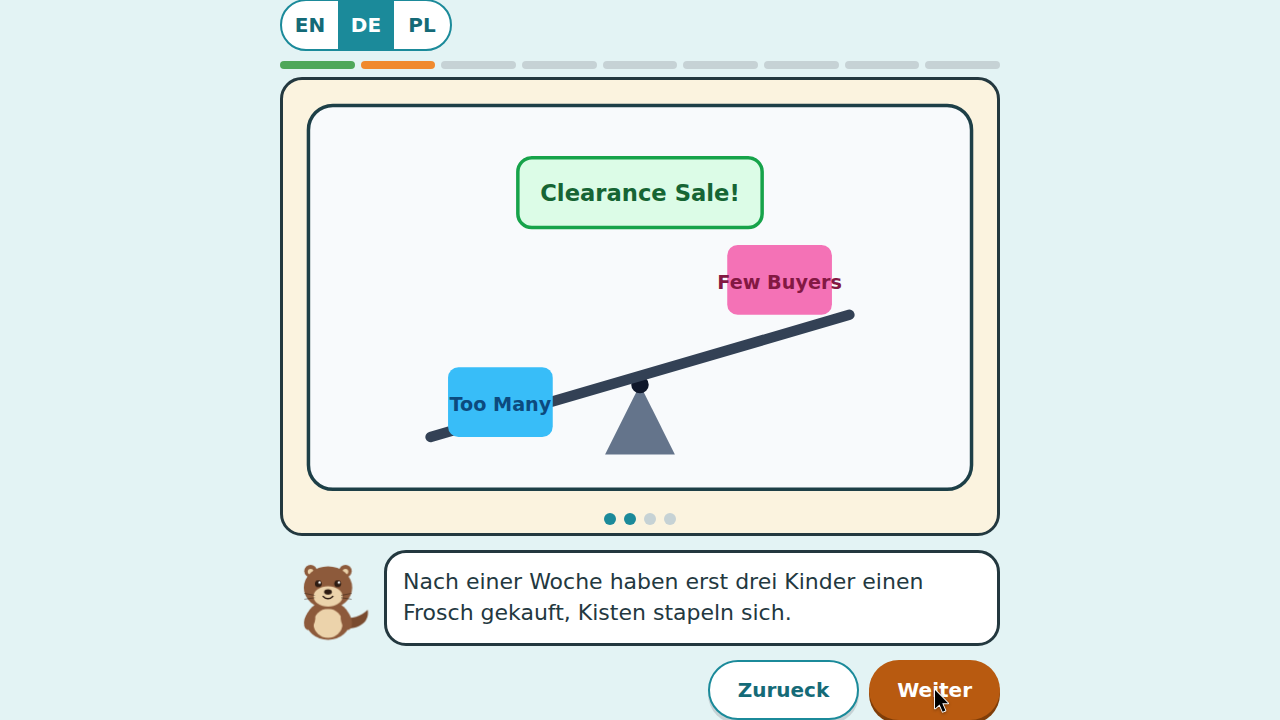 EN DE PL
Clearance Sale!
Few Buyers
Too Many
Nach einer Woche haben erst drei Kinder einen
Frosch gekauft, Kisten stapeln sich.
Zurueck Weiter